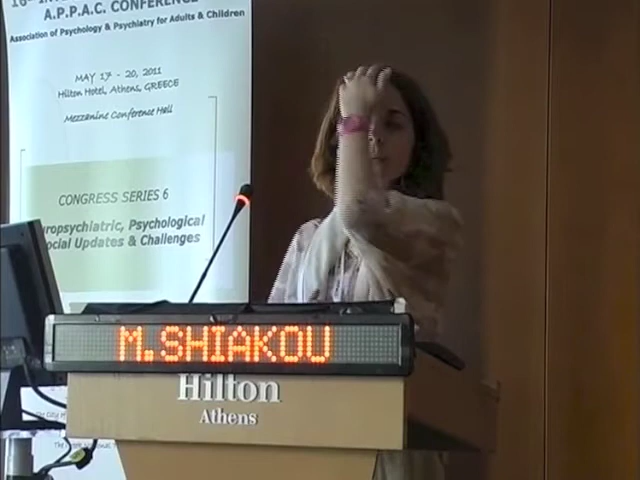 A.P.P.A.C. CONFERENCE
Association of Psychology & Psychiatry for Adults & Children
MAY 17 - 20, 2011
Hilton Hotel, Athens, GREECE
Mezzanine Conference Hall
CONGRESS SERIES 6
Psychological
Updates & Challenges
M.SHIAKOU
Hilton
Athens